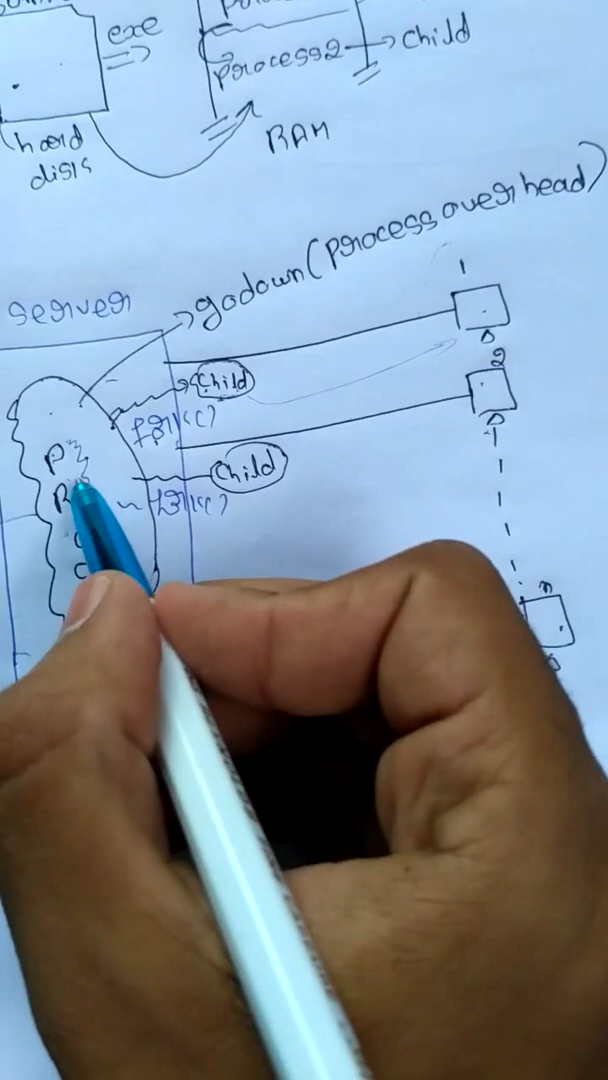 exe
process2 → child
RAM
hard
disk
godown (process overhead)
server
1
child
2
fork()
P
child
R
fork()
n